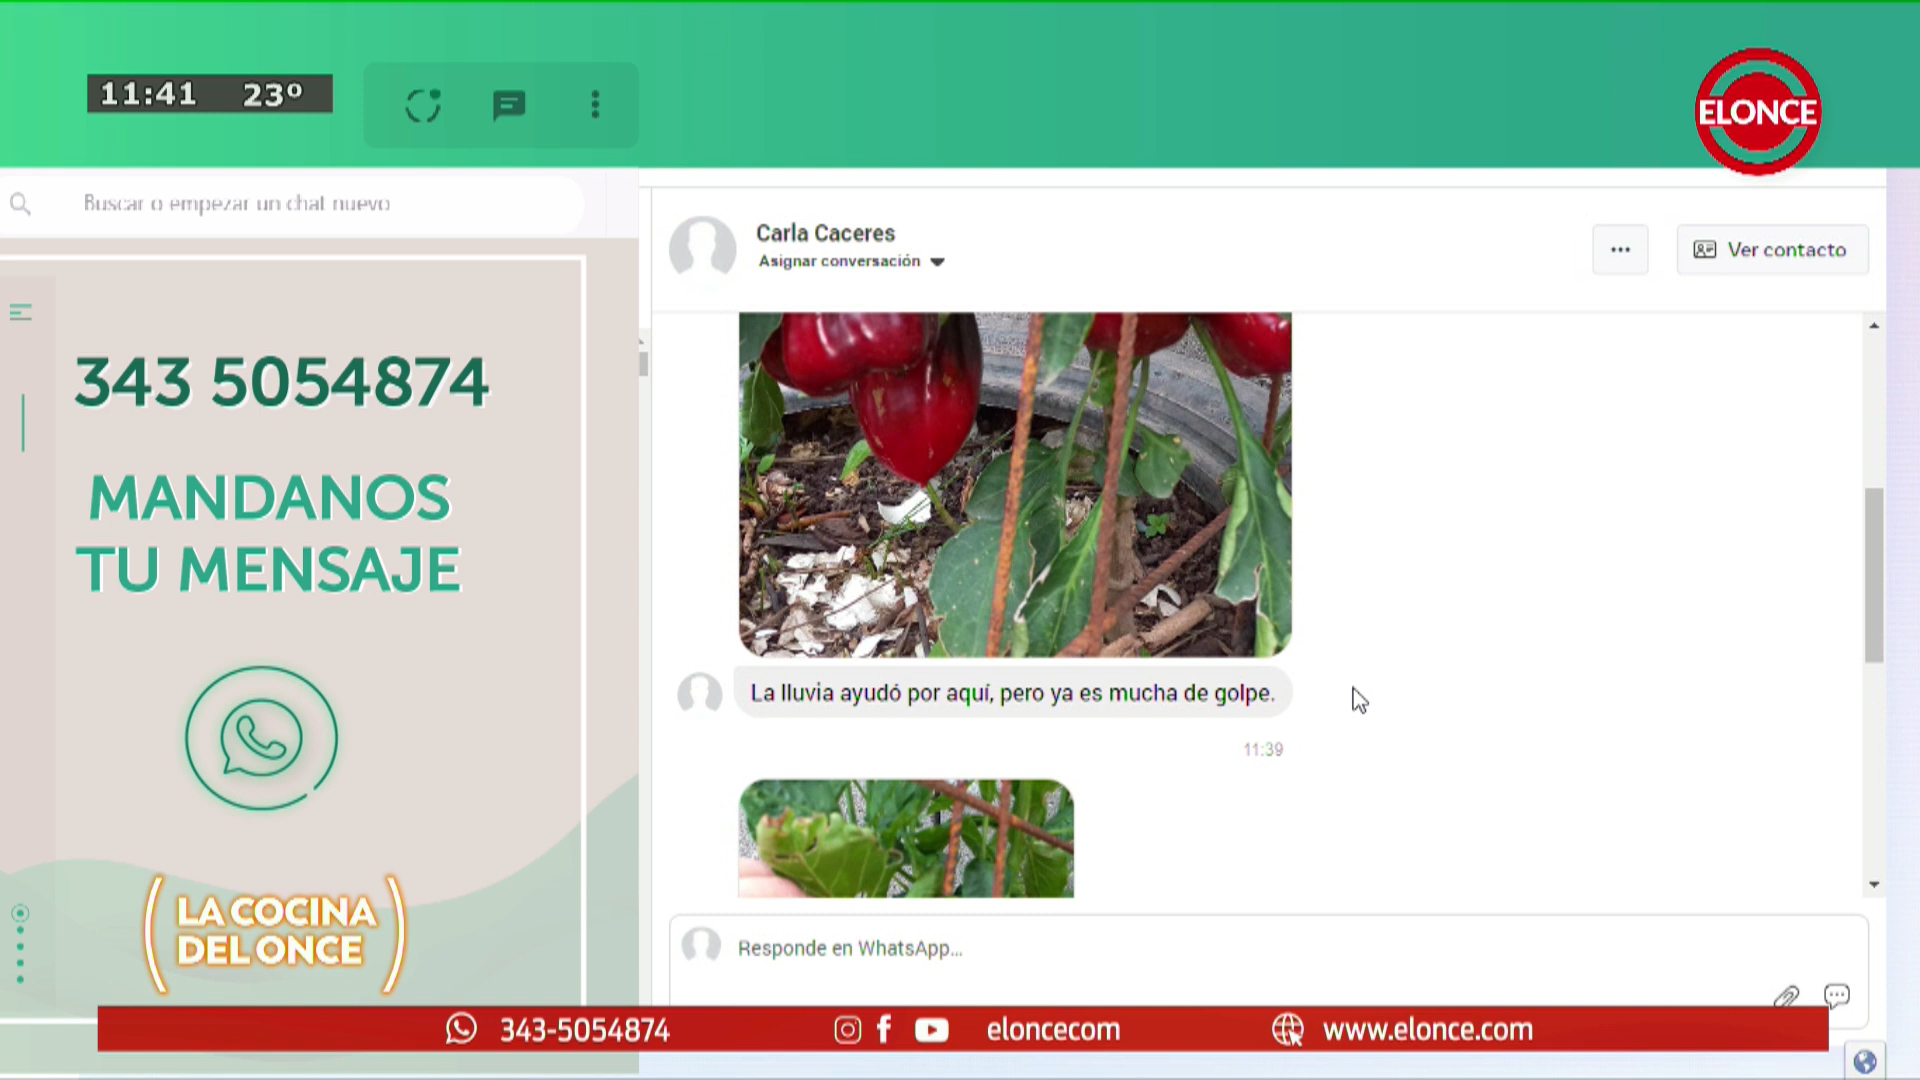 11:41 23º
ELONCE
Buscar o empezar un chat nuevo
343 5054874
MANDANOS
TU MENSAJE
LA COCINA
DEL ONCE
Carla Caceres
Asignar conversación
Ver contacto
La lluvia ayudó por aquí, pero ya es mucha de golpe.
11:39
Responde en WhatsApp...
343-5054874
eloncecom
www.elonce.com